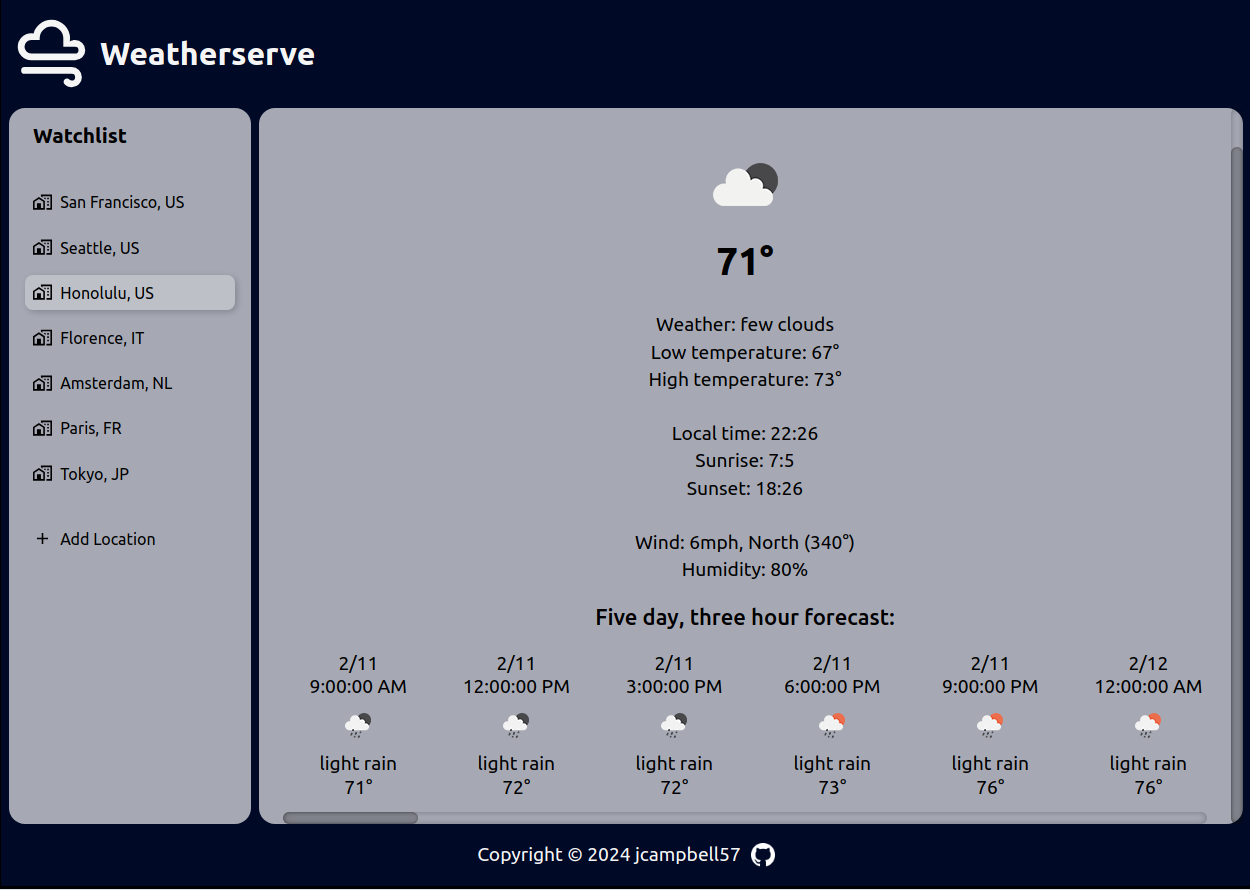 Weatherserve
Watchlist
San Francisco, US
Seattle, US
Honolulu, US
Florence, IT
Amsterdam, NL
Paris, FR
Tokyo, JP
+ Add Location
71°
Weather: few clouds
Low temperature: 67°
High temperature: 73°
Local time: 22:26
Sunrise: 7:5
Sunset: 18:26
Wind: 6mph, North (340°)
Humidity: 80%
Five day, three hour forecast:
2/11 2/11 2/11 2/11 2/11 2/12
9:00:00 AM 12:00:00 PM 3:00:00 PM 6:00:00 PM 9:00:00 PM 12:00:00 AM
light rain light rain light rain light rain light rain light rain
71° 72° 72° 73° 76° 76°
Copyright © 2024 jcampbell57